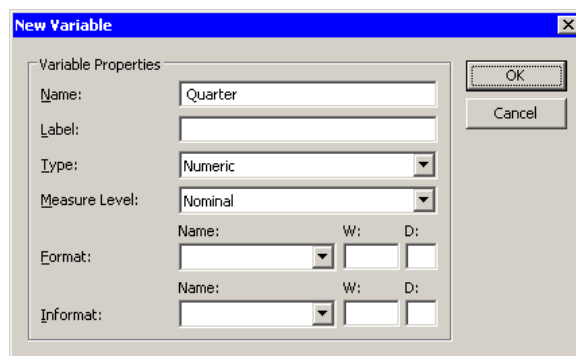 New Variable
Variable Properties
Name: Quarter
Label:
Type: Numeric
Measure Level: Nominal
Name: W: D:
Format:
Name: W: D:
Informat:
OK
Cancel